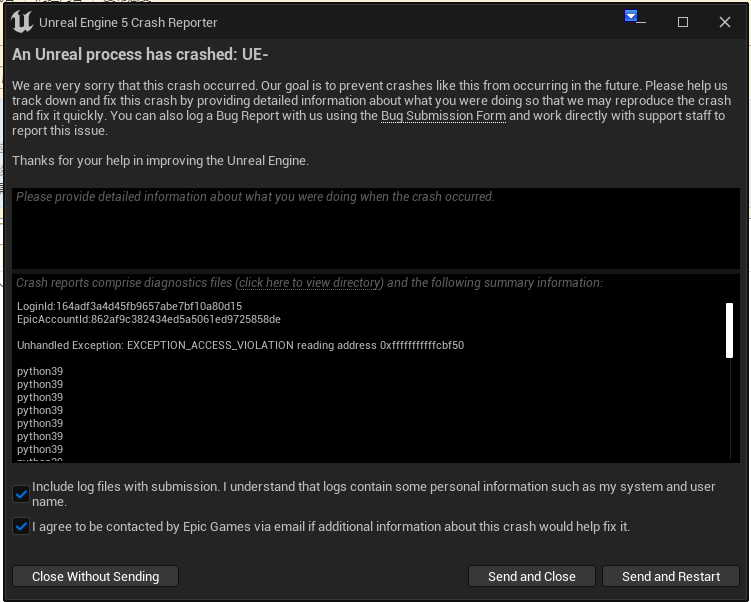 Unreal Engine 5 Crash Reporter
An Unreal process has crashed: UE-
We are very sorry that this crash occurred. Our goal is to prevent crashes like this from occurring in the future. Please help us
track down and fix this crash by providing detailed information about what you were doing so that we may reproduce the crash
and fix it quickly. You can also log a Bug Report with us using the Bug Submission Form and work directly with support staff to
report this issue.
Thanks for your help in improving the Unreal Engine.
Please provide detailed information about what you were doing when the crash occurred.
Crash reports comprise diagnostics files (click here to view directory) and the following summary information:
LoginId:164adf3a4d45fb9657abe7bf10a80d15
EpicAccountId:862af9c382434ed5a5061ed9725858de
Unhandled Exception: EXCEPTION_ACCESS_VIOLATION reading address 0xfffffffffffcbf50
python39
python39
python39
python39
python39
python39
python39
python39
Include log files with submission. I understand that logs contain some personal information such as my system and user
name.
I agree to be contacted by Epic Games via email if additional information about this crash would help fix it.
Close Without Sending
Send and Close
Send and Restart